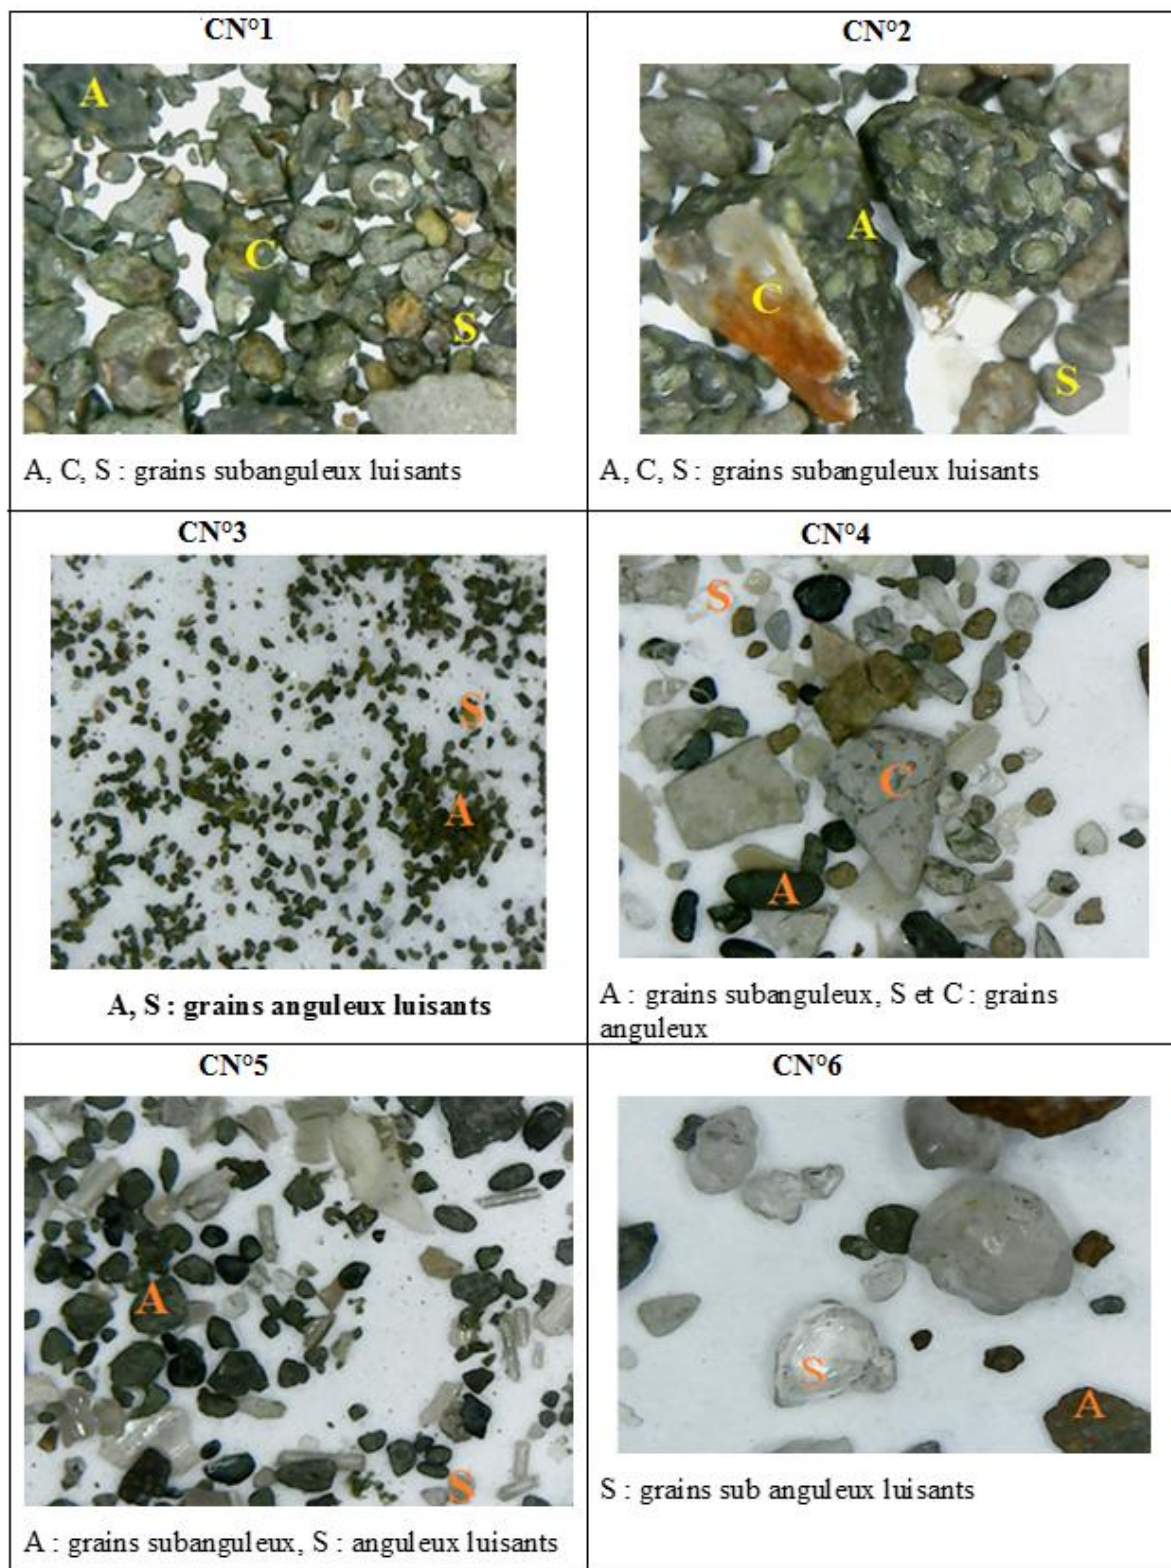 CN°1
A
C
S
A, C, S : grains subanguleux luisants
CN°2
A
C
S
A, C, S : grains subanguleux luisants
CN°3
S
A
A, S : grains anguleux luisants
CN°4
S
C
A
A : grains subanguleux, S et C : grains
anguleux
CN°5
A
S
A : grains subanguleux, S : anguleux luisants
CN°6
S
A
S : grains sub anguleux luisants